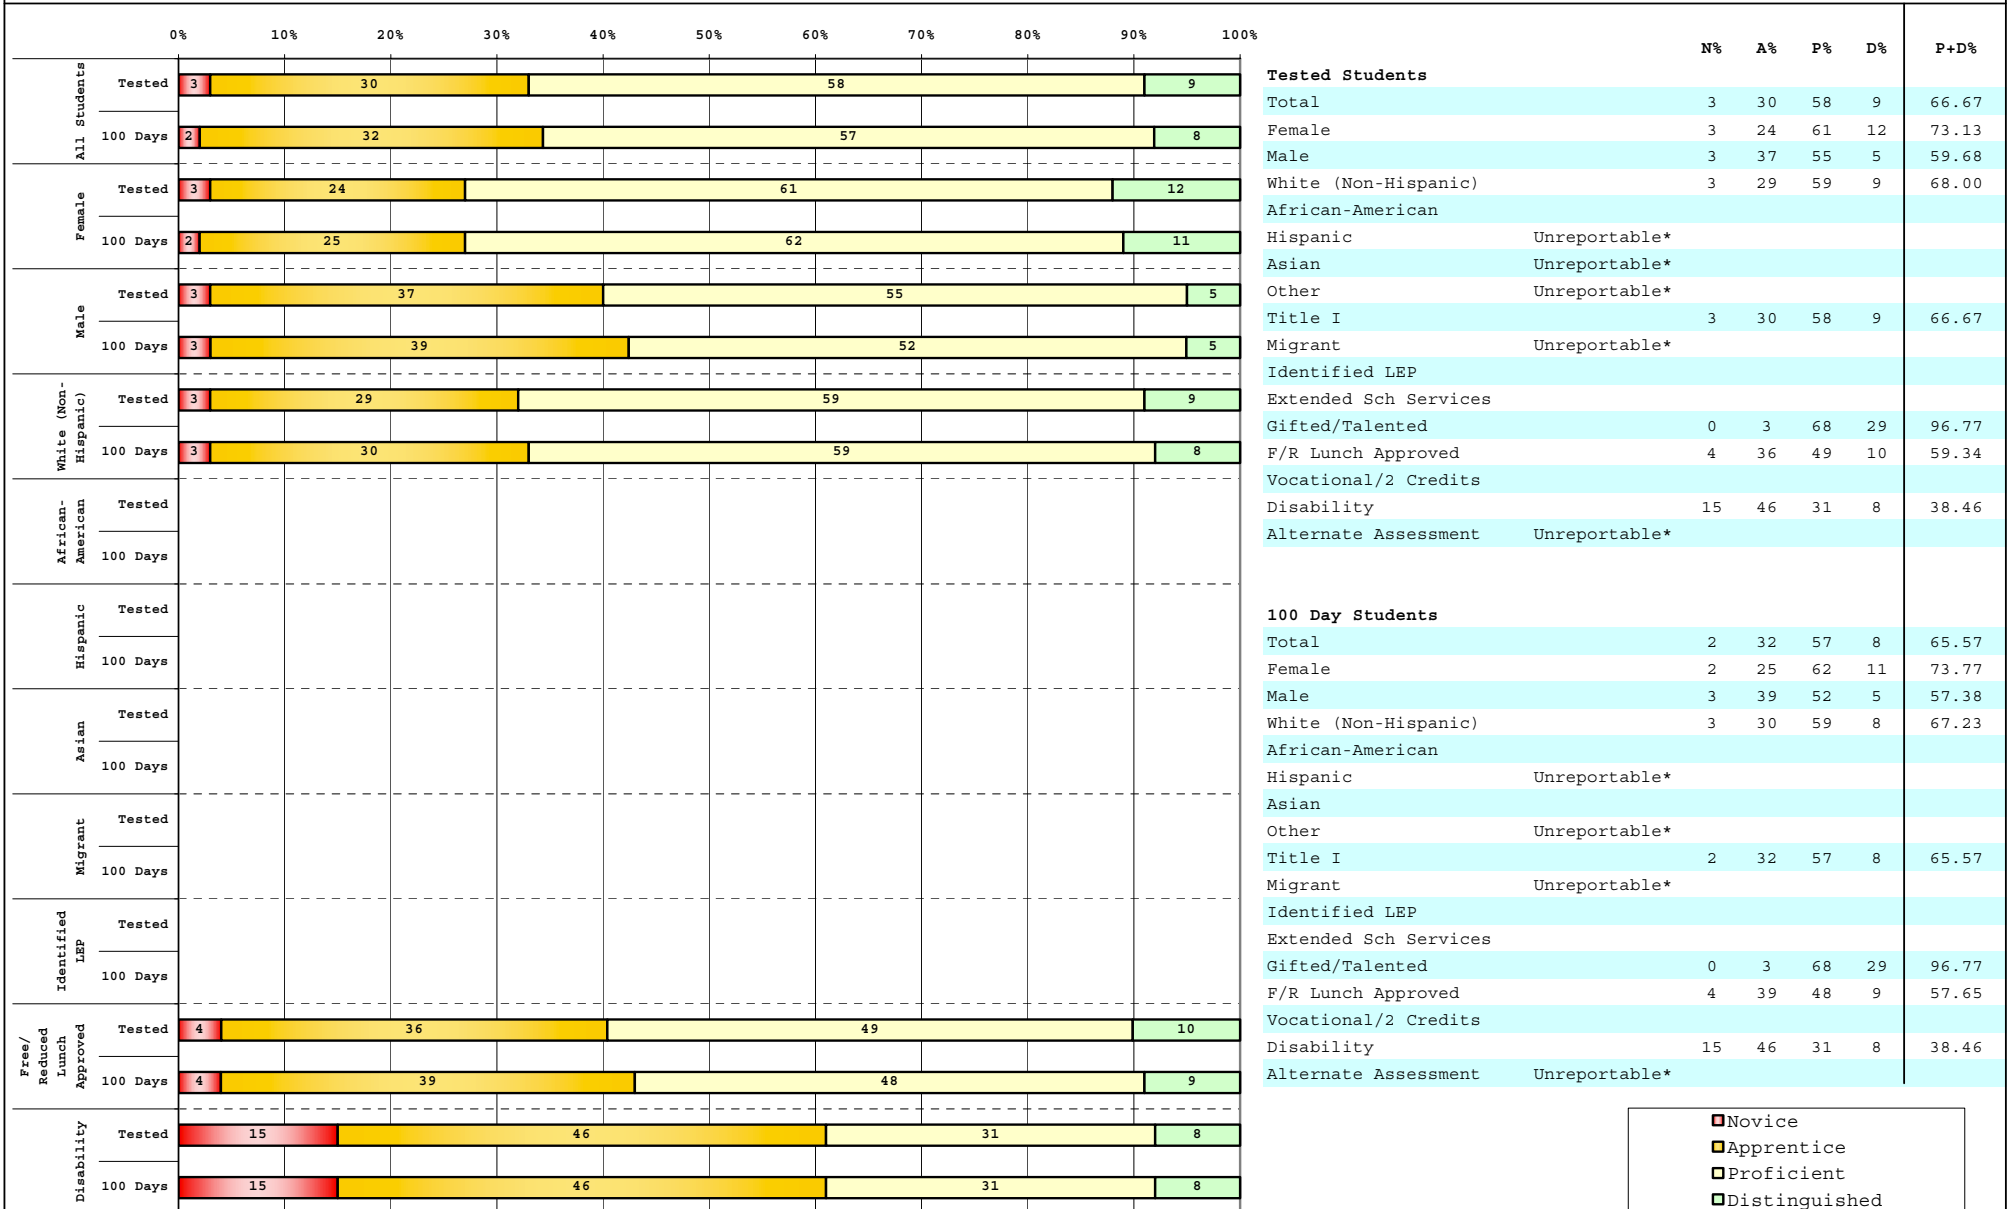 0% 10% 20% 30% 40% 50% 60% 70% 80% 90% 100%
All Students
Tested 3 30 58 9
100 Days 2 32 57 8
Female
Tested 3 24 61 12
100 Days 2 25 62 11
Male
Tested 3 37 55 5
100 Days 3 39 52 5
White (Non-
Hispanic)
Tested 3 29 59 9
100 Days 3 30 59 8
African-
American
Tested
100 Days
Hispanic
Tested
100 Days
Asian
Tested
100 Days
Migrant
Tested
100 Days
Identified
LEP
Tested
100 Days
Free/
Reduced
Lunch
Approved
Tested 4 36 49 10
100 Days 4 39 48 9
Disability
Tested 15 46 31 8
100 Days 15 46 31 8
N% A% P% D% P+D%
Tested Students
Total 3 30 58 9 66.67
Female 3 24 61 12 73.13
Male 3 37 55 5 59.68
White (Non-Hispanic) 3 29 59 9 68.00
African-American
Hispanic Unreportable*
Asian Unreportable*
Other Unreportable*
Title I 3 30 58 9 66.67
Migrant Unreportable*
Identified LEP
Extended Sch Services
Gifted/Talented 0 3 68 29 96.77
F/R Lunch Approved 4 36 49 10 59.34
Vocational/2 Credits
Disability 15 46 31 8 38.46
Alternate Assessment Unreportable*
100 Day Students
Total 2 32 57 8 65.57
Female 2 25 62 11 73.77
Male 3 39 52 5 57.38
White (Non-Hispanic) 3 30 59 8 67.23
African-American
Hispanic Unreportable*
Asian
Other Unreportable*
Title I 2 32 57 8 65.57
Migrant Unreportable*
Identified LEP
Extended Sch Services
Gifted/Talented 0 3 68 29 96.77
F/R Lunch Approved 4 39 48 9 57.65
Vocational/2 Credits
Disability 15 46 31 8 38.46
Alternate Assessment Unreportable*
Novice
Apprentice
Proficient
Distinguished